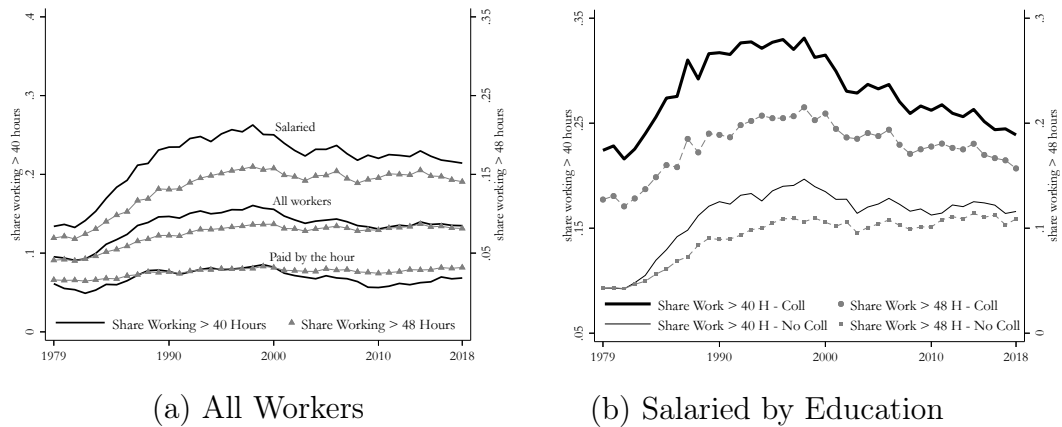 share working > 40 hours
0 .1 .2 .3 .4
Salaried
All workers
Paid by the hour
Share Working > 40 Hours Share Working > 48 Hours
1979 1990 2000 2010 2018
.05 .15 .25 .35
share working > 48 hours
(a) All Workers
share working > 40 hours
.05 .15 .25 .35
Share Work > 40 H - Coll Share Work > 48 H - Coll
Share Work > 40 H - No Coll Share Work > 48 H - No Coll
1979 1990 2000 2010 2018
0 .1 .2 .3
share working > 48 hours
(b) Salaried by Education